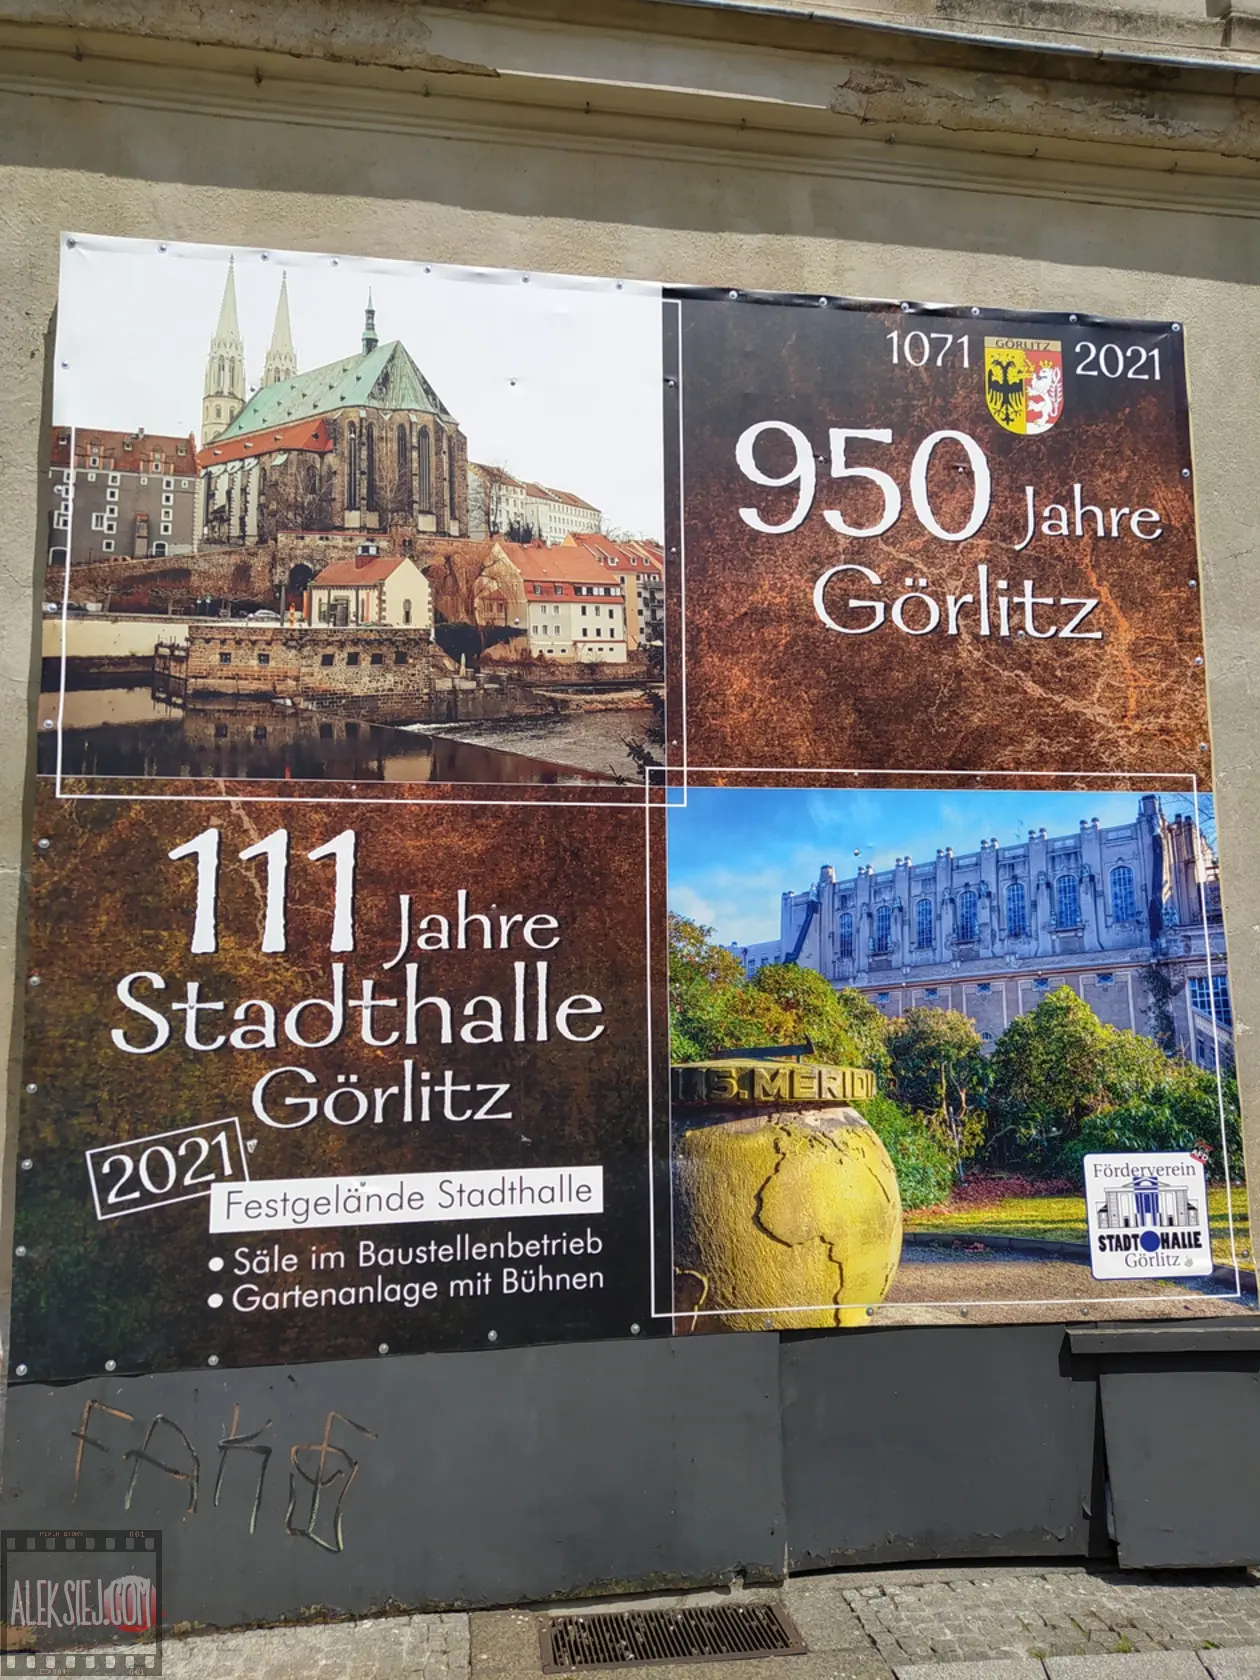 1071 GÖRLITZ 2021
950 Jahre
Görlitz
111 Jahre
Stadthalle
Görlitz
2021
Festgelände Stadthalle
• Säle im Baustellenbetrieb
• Gartenanlage mit Bühnen
S. MERIDI
Förderverein
STADTHALLE
Görlitz
ALEKSIEJ.COM